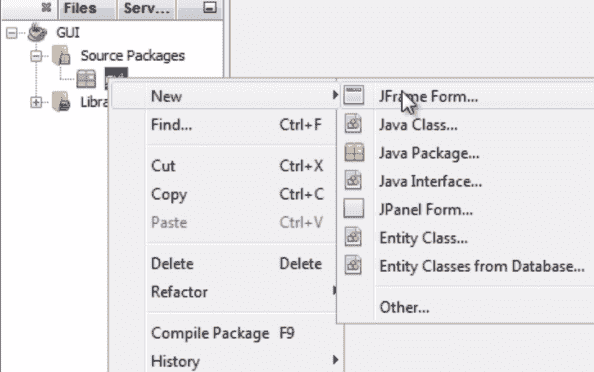 Files Serv...
GUI
Source Packages
Libra
New
Find... Ctrl+F
Cut Ctrl+X
Copy Ctrl+C
Paste Ctrl+V
Delete Delete
Refactor
Compile Package F9
History
JFrame Form...
Java Class...
Java Package...
Java Interface...
JPanel Form...
Entity Class...
Entity Classes from Database...
Other...